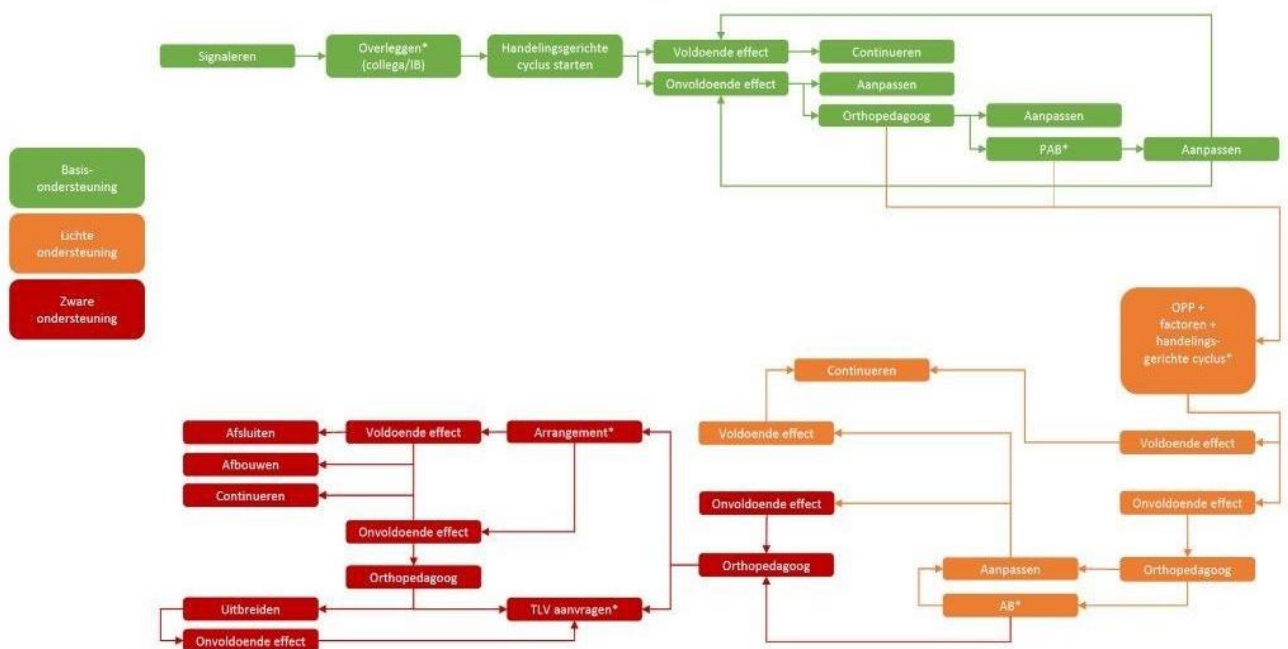 Signaleren
Overleggen*
(collega/IB)
Handelingsgerichte
cyclus starten
Voldoende effect
Continueren
Onvoldoende effect
Aanpassen
Orthopedagoog
Aanpassen
PAB*
Aanpassen
Basis-
ondersteuning
Lichte
ondersteuning
Zware
ondersteuning
OPP +
factoren +
handelings-
gerichte cyclus*
Continueren
Voldoende effect
Voldoende effect
Onvoldoende effect
Orthopedagoog
Aanpassen
AB*
Onvoldoende effect
Orthopedagoog
Arrangement*
Voldoende effect
Afsluiten
Afbouwen
Continueren
Onvoldoende effect
Orthopedagoog
Uitbreiden
TLV aanvragen*
Onvoldoende effect